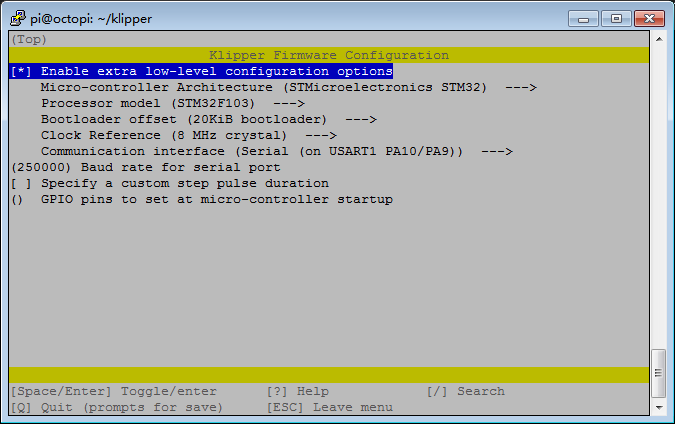 pi@octopi: ~/klipper
(Top)
Klipper Firmware Configuration
[*] Enable extra low-level configuration options
Micro-controller Architecture (STMicroelectronics STM32)  --->
Processor model (STM32F103)  --->
Bootloader offset (20KiB bootloader)  --->
Clock Reference (8 MHz crystal)  --->
Communication interface (Serial (on USART1 PA10/PA9))  --->
(250000) Baud rate for serial port
[ ] Specify a custom step pulse duration
()  GPIO pins to set at micro-controller startup
[Space/Enter] Toggle/enter      [?] Help            [/] Search
[Q] Quit (prompts for save)     [ESC] Leave menu